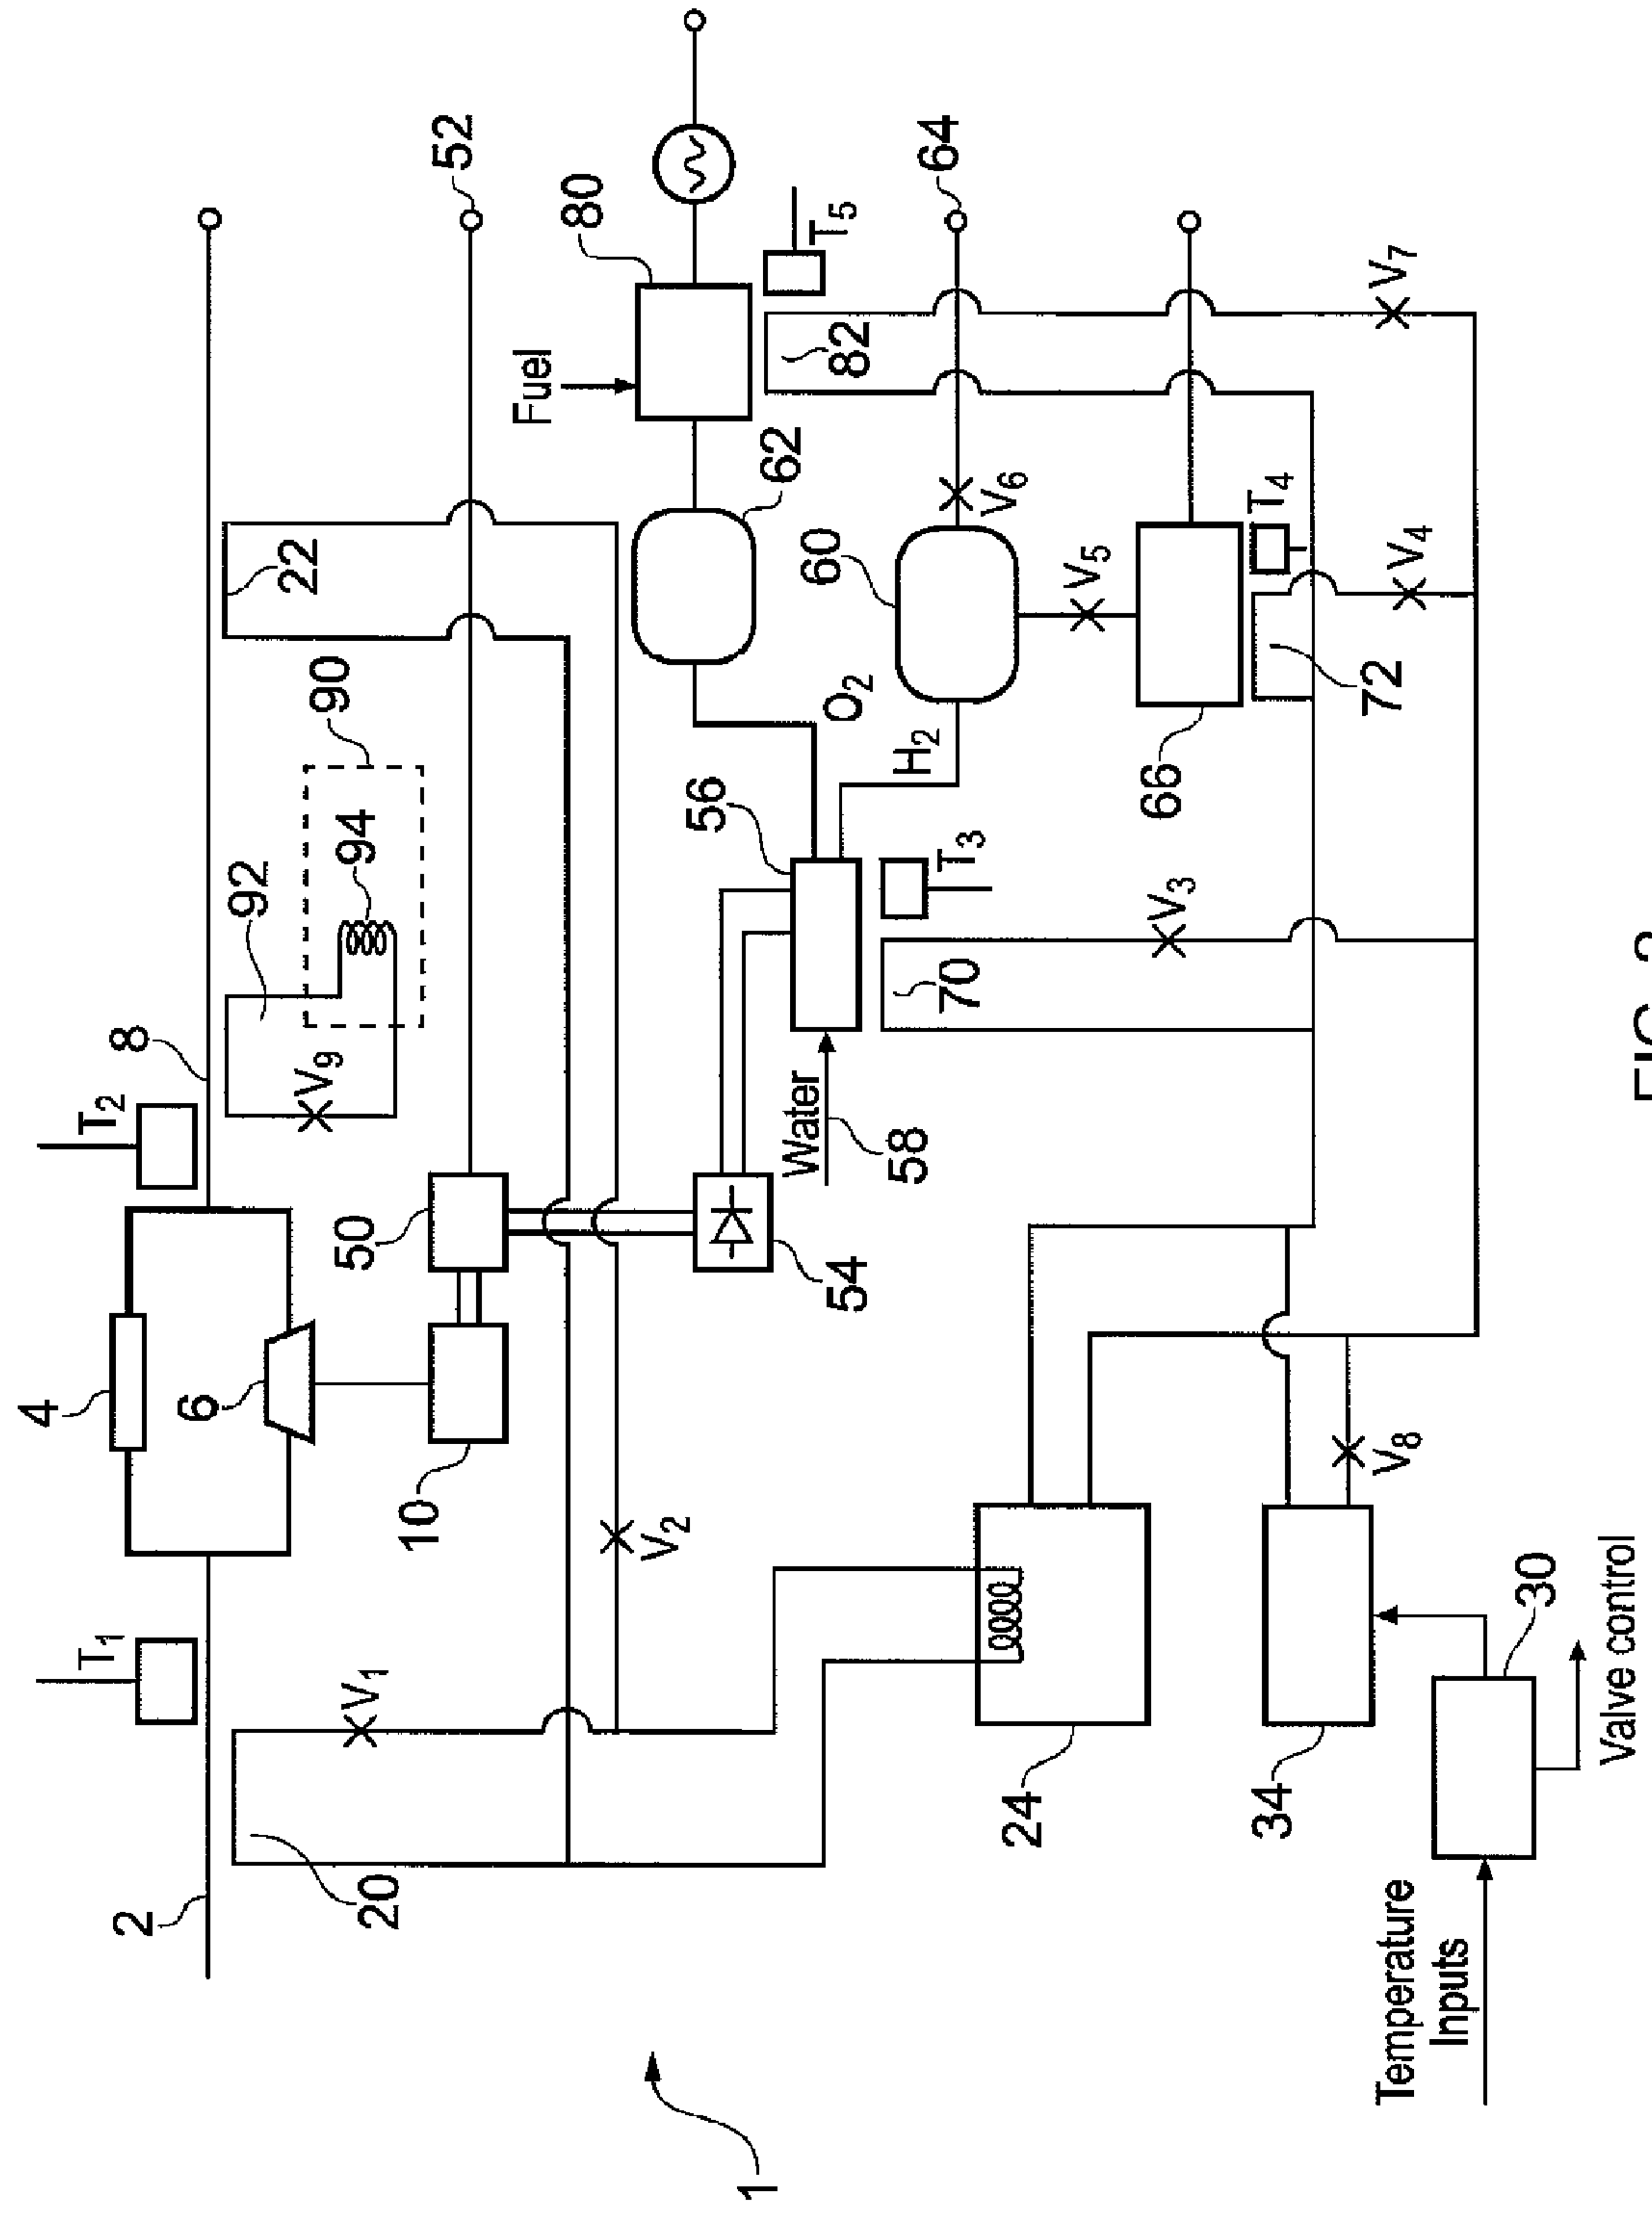 T1
T2
4
6
8
2
20
V1
10
V2
50
V9
92
94
90
22
52
54
Water
58
56
O2
H2
62
Fuel
80
T5
82
60
V6
64
V5
66
T4
72
V4
V7
T3
70
V3
24
34
V8
30
Temperature
Inputs
Valve control
1